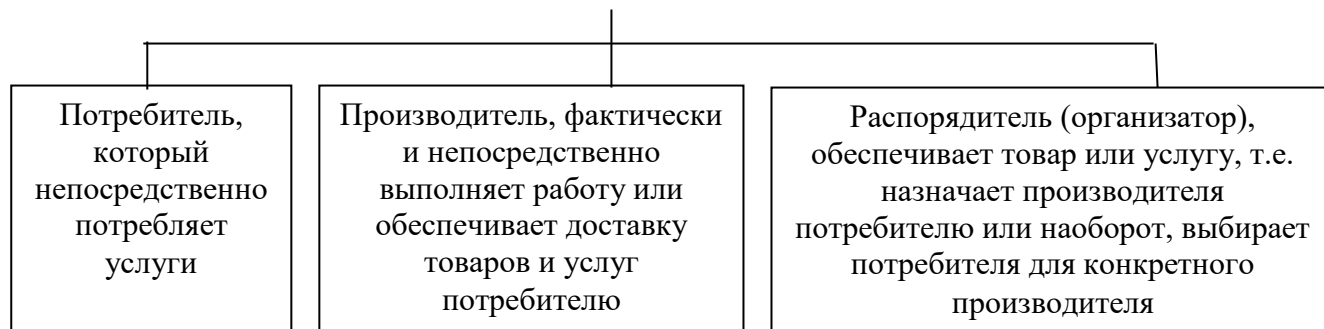 Потребитель,
который
непосредственно
потребляет
услуги
Производитель, фактически
и непосредственно
выполняет работу или
обеспечивает доставку
товаров и услуг
потребителю
Распорядитель (организатор),
обеспечивает товар или услугу, т.е.
назначает производителя
потребителю или наоборот, выбирает
потребителя для конкретного
производителя